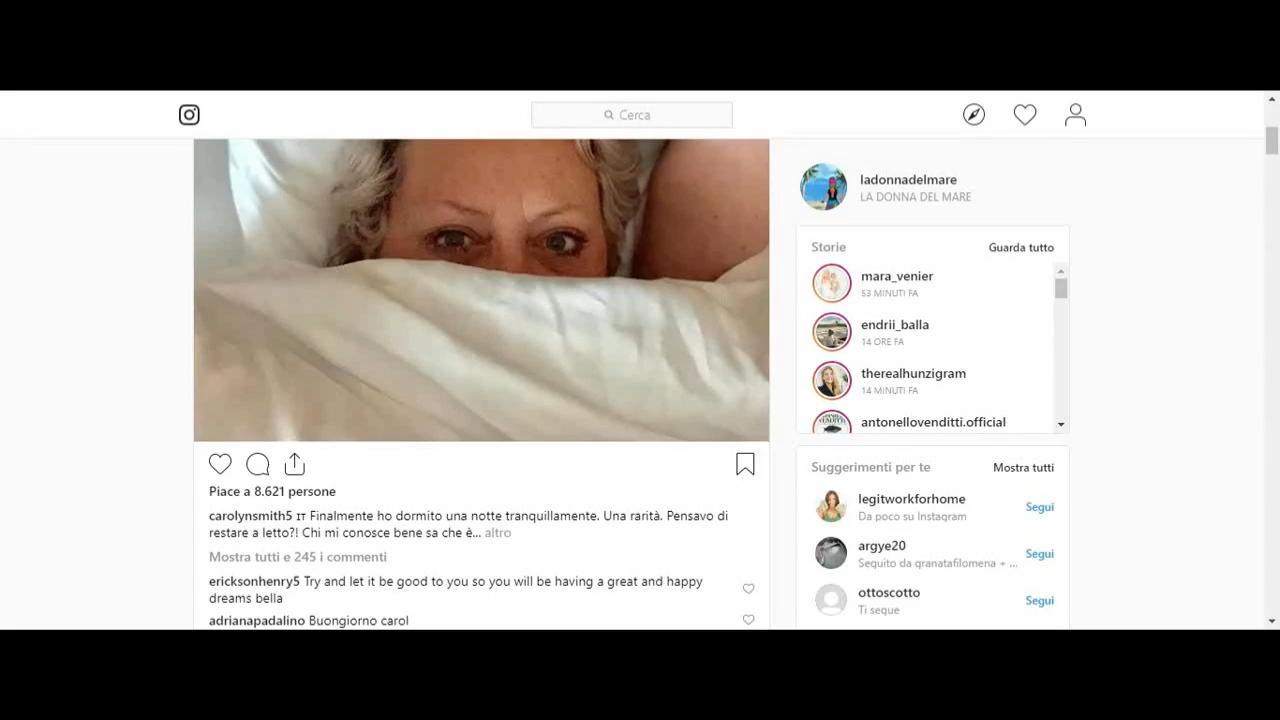 Cerca
ladonnadelmare
LA DONNA DEL MARE
Storie Guarda tutto
mara_venier
53 MINUTI FA
endrii_balla
14 ORE FA
therealhunzigram
14 MINUTI FA
antonellovenditti.official
Piace a 8.621 persone
carolynsmith5 IT Finalmente ho dormito una notte tranquillamente. Una rarità. Pensavo di
restare a letto?! Chi mi conosce bene sa che è... altro
Mostra tutti e 245 i commenti
ericksonhenry5 Try and let it be good to you so you will be having a great and happy
dreams bella
adrianapadalino Buongiorno carol
Suggerimenti per te Mostra tutti
legitworkforhome
Da poco su Instagram
Segui
argye20
Seguito da granatafilomena + ...
Segui
ottoscotto
Ti segue
Segui